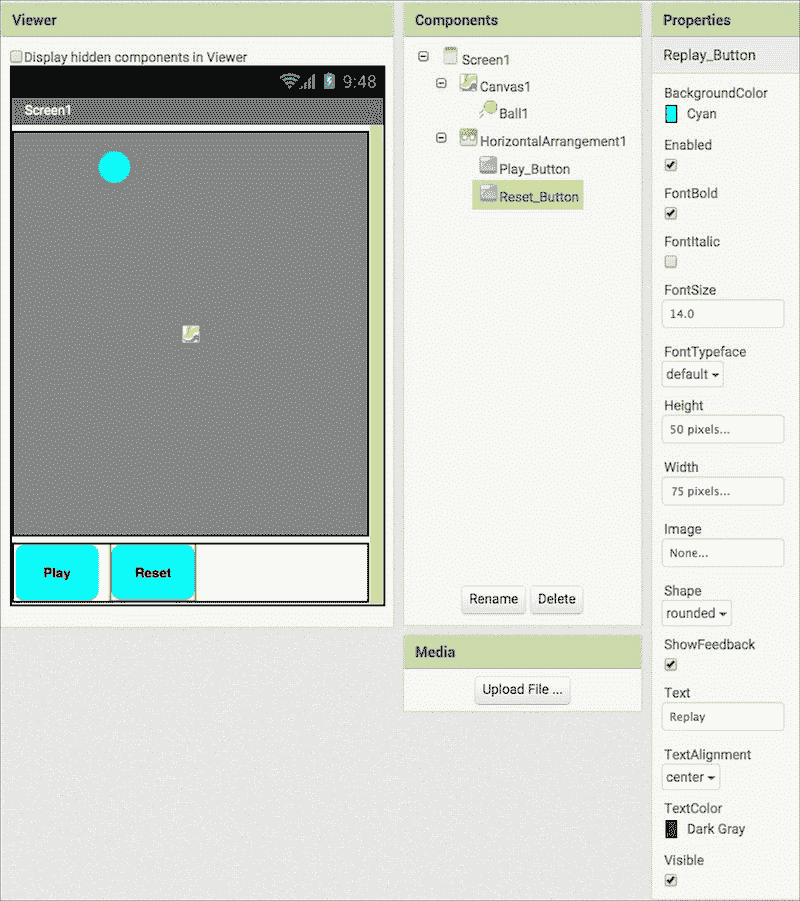 Viewer
Display hidden components in Viewer
9:48
Screen1
Play
Reset
Components
Screen1
Canvas1
Ball1
HorizontalArrangement1
Play_Button
Reset_Button
Rename
Delete
Media
Upload File ...
Properties
Replay_Button
BackgroundColor
Cyan
Enabled
FontBold
FontItalic
FontSize
14.0
FontTypeface
default
Height
50 pixels...
Width
75 pixels...
Image
None...
Shape
rounded
ShowFeedback
Text
Replay
TextAlignment
center
TextColor
Dark Gray
Visible